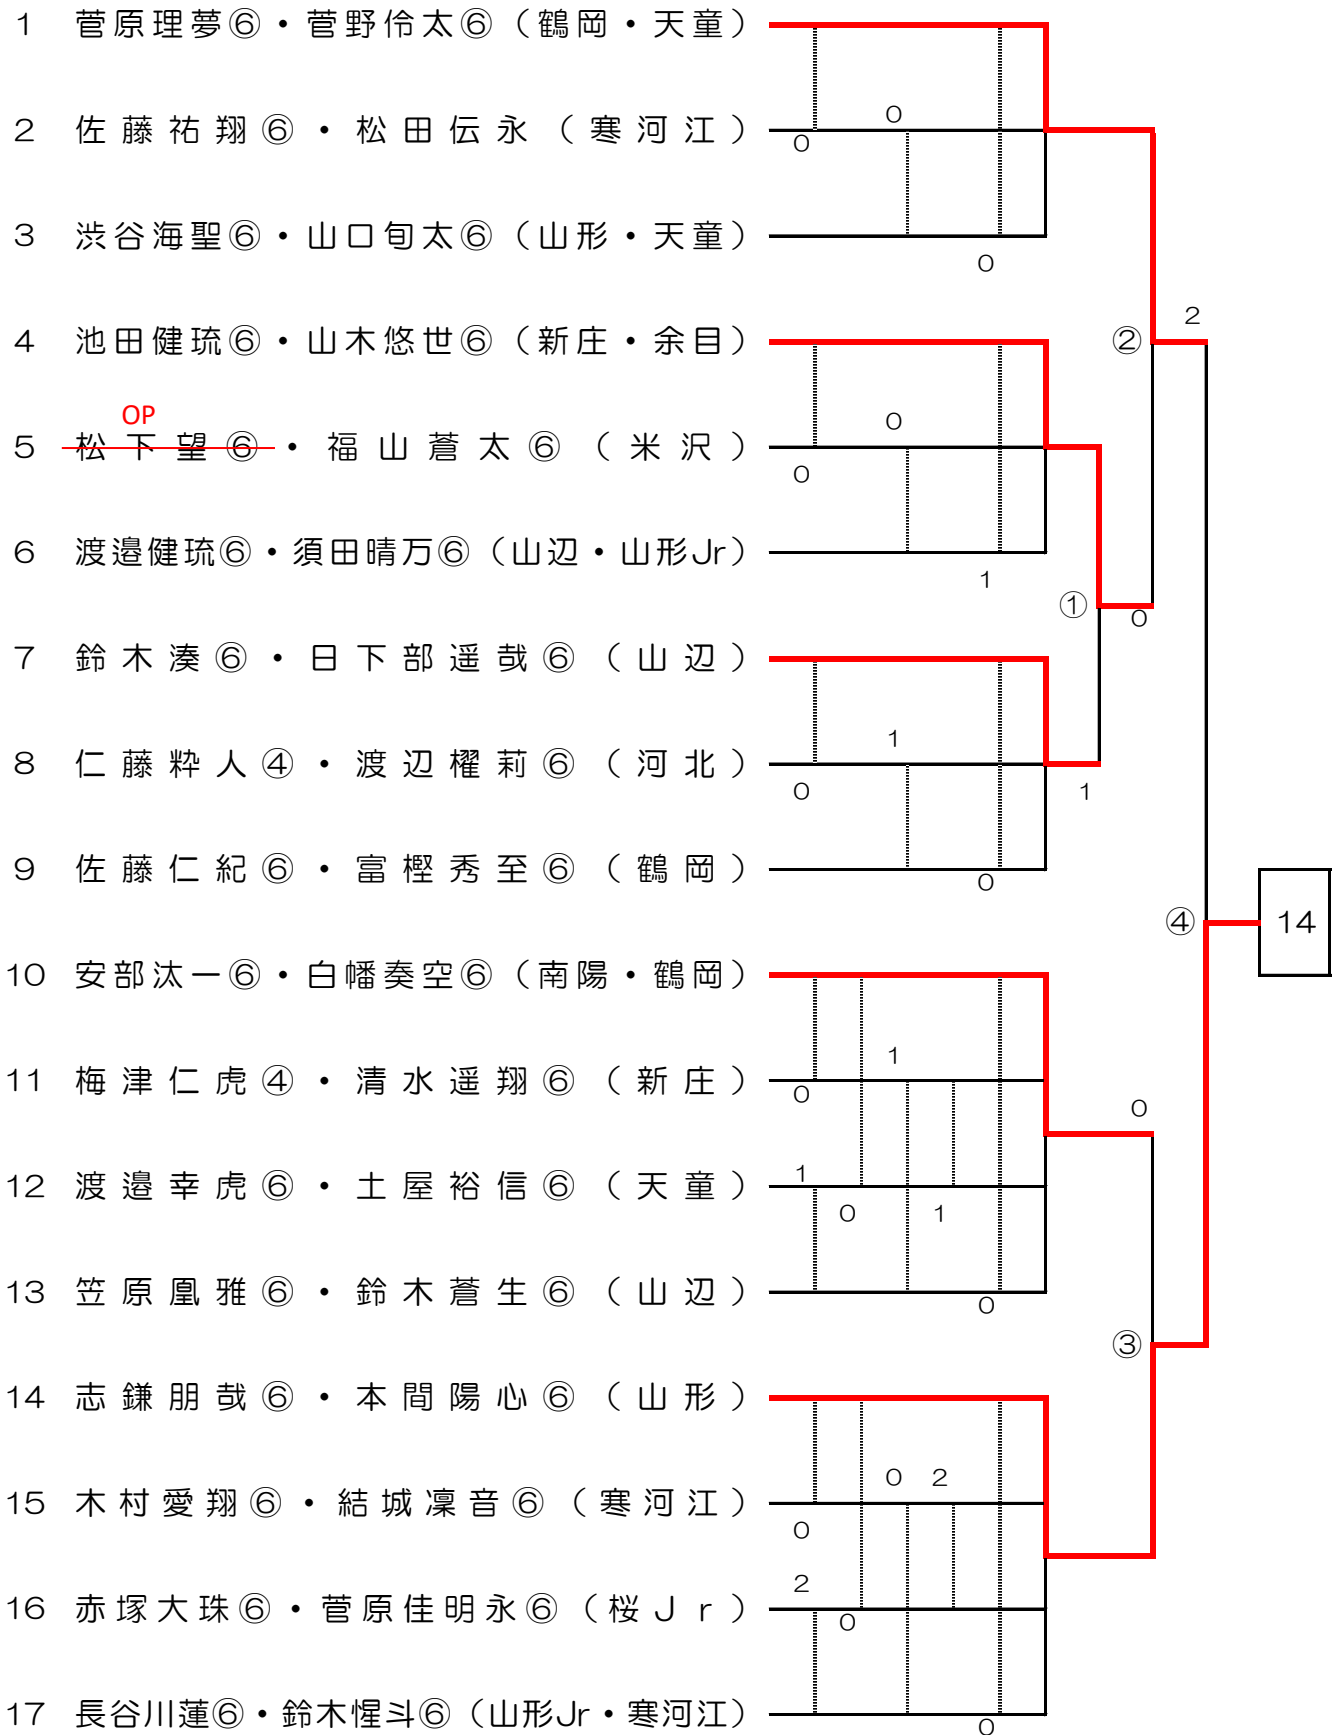 1 菅原理夢⑥・菅野伶太⑥（鶴岡・天童）
0
2 佐藤祐翔⑥・松田伝永（寒河江）
0
3 渋谷海聖⑥・山口旬太⑥（山形・天童）
0
2
4 池田健琉⑥・山木悠世⑥（新庄・余目）
②
OP
0
5 松下望⑥・福山蒼太⑥（米沢）
0
6 渡邉健琉⑥・須田晴万⑥（山辺・山形Jr）
1
①
0
7 鈴木湊⑥・日下部遥哉⑥（山辺）
1
8 仁藤粋人④・渡辺櫂莉⑥（河北）
0
1
9 佐藤仁紀⑥・富樫秀至⑥（鶴岡）
0
④
14
10 安部汰一⑥・白幡奏空⑥（南陽・鶴岡）
1
11 梅津仁虎④・清水遥翔⑥（新庄）
0
0
1
12 渡邉幸虎⑥・土屋裕信⑥（天童）
0
1
13 笠原凰雅⑥・鈴木蒼生⑥（山辺）
0
③
14 志鎌朋哉⑥・本間陽心⑥（山形）
0 2
15 木村愛翔⑥・結城凜音⑥（寒河江）
0
2
16 赤塚大珠⑥・菅原佳明永⑥（桜Jr）
0
17 長谷川蓮⑥・鈴木惺斗⑥（山形Jr・寒河江）
0